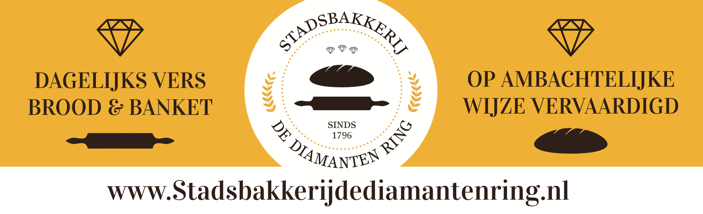 DAGELIJKS VERS
BROOD & BANKET
STADSBAKKERIJ
SINDS
1796
DE DIAMANTEN RING
OP AMBACHTELIJKE
WIJZE VERVAARDIGD
www.Stadsbakkerijdediamantenring.nl